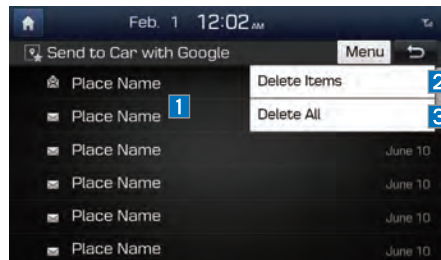 Feb. 1 12:02 AM
Send to Car with Google Menu
Place Name Delete Items 2
Place Name 1 Delete All 3
Place Name June 10
Place Name June 10
Place Name June 10
Place Name June 10